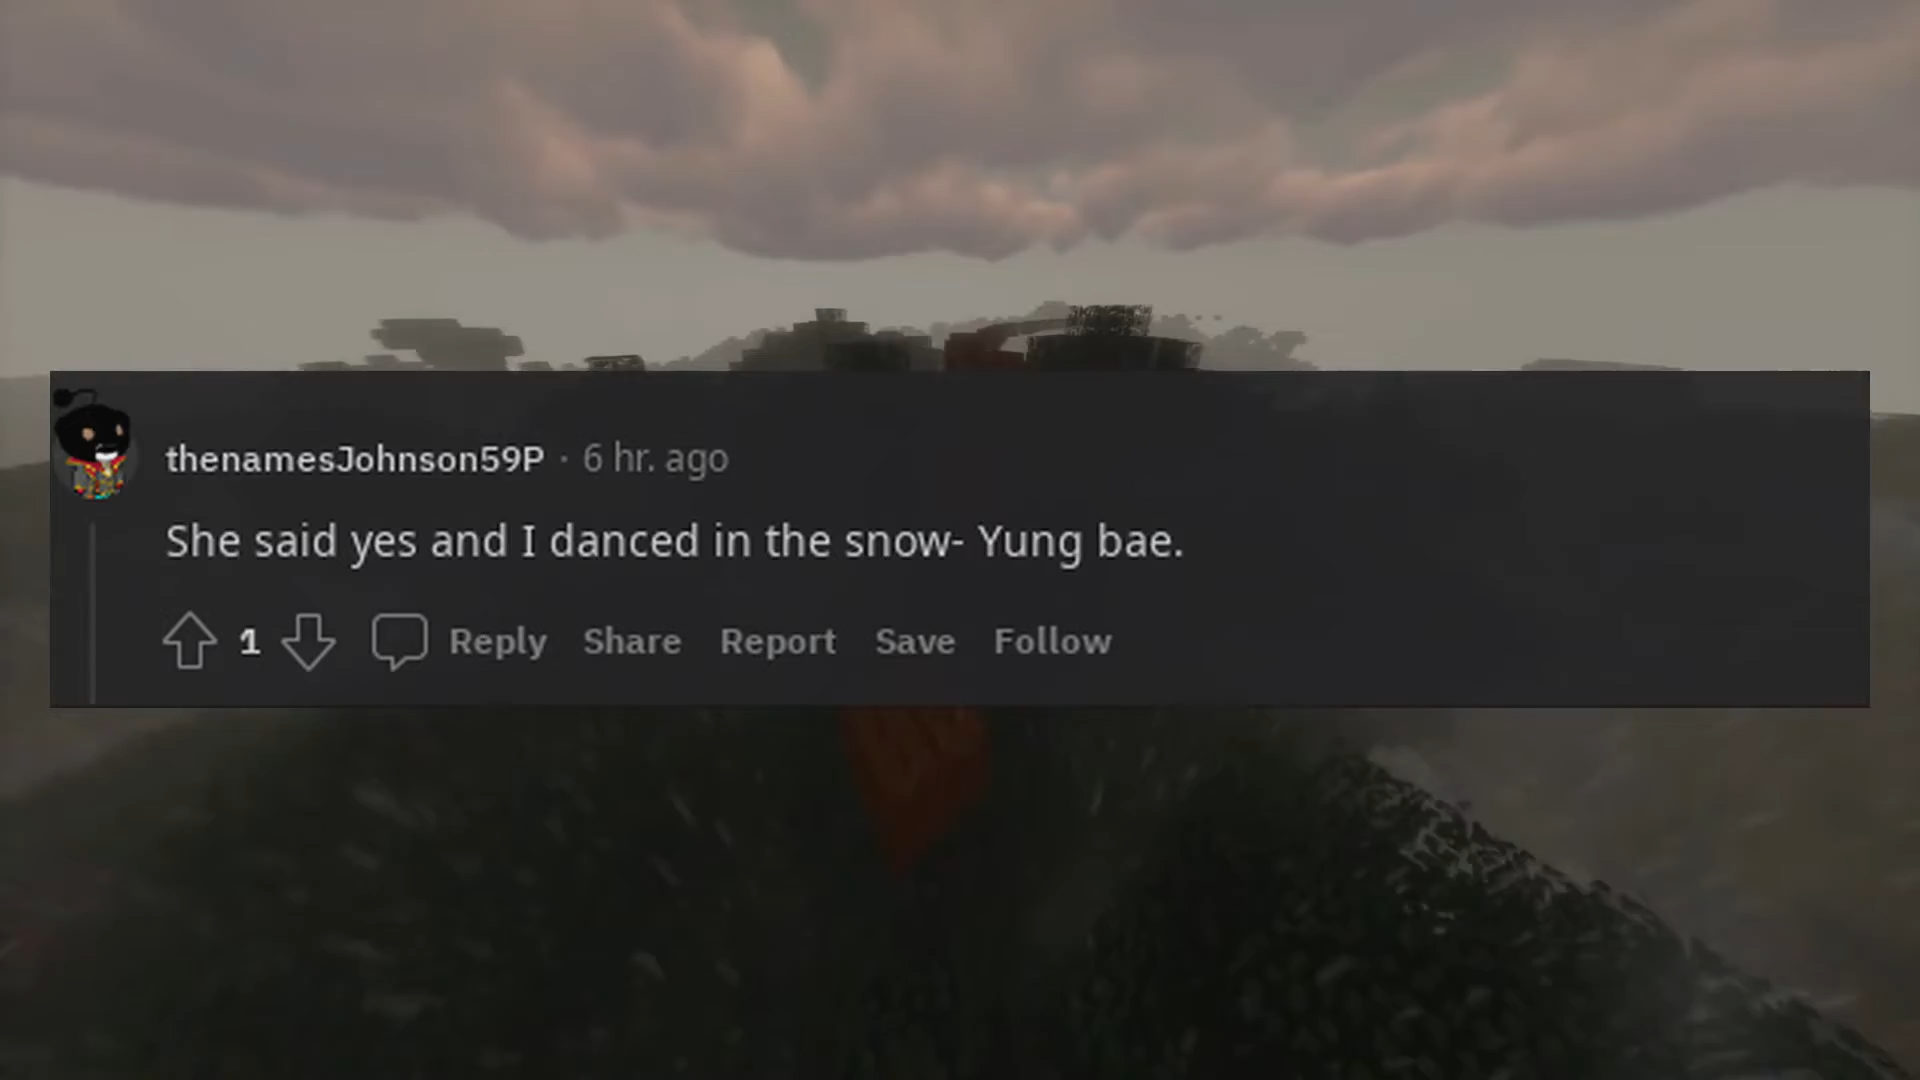 thenamesJohnson59P · 6 hr. ago
She said yes and I danced in the snow- Yung bae.
1 Reply Share Report Save Follow